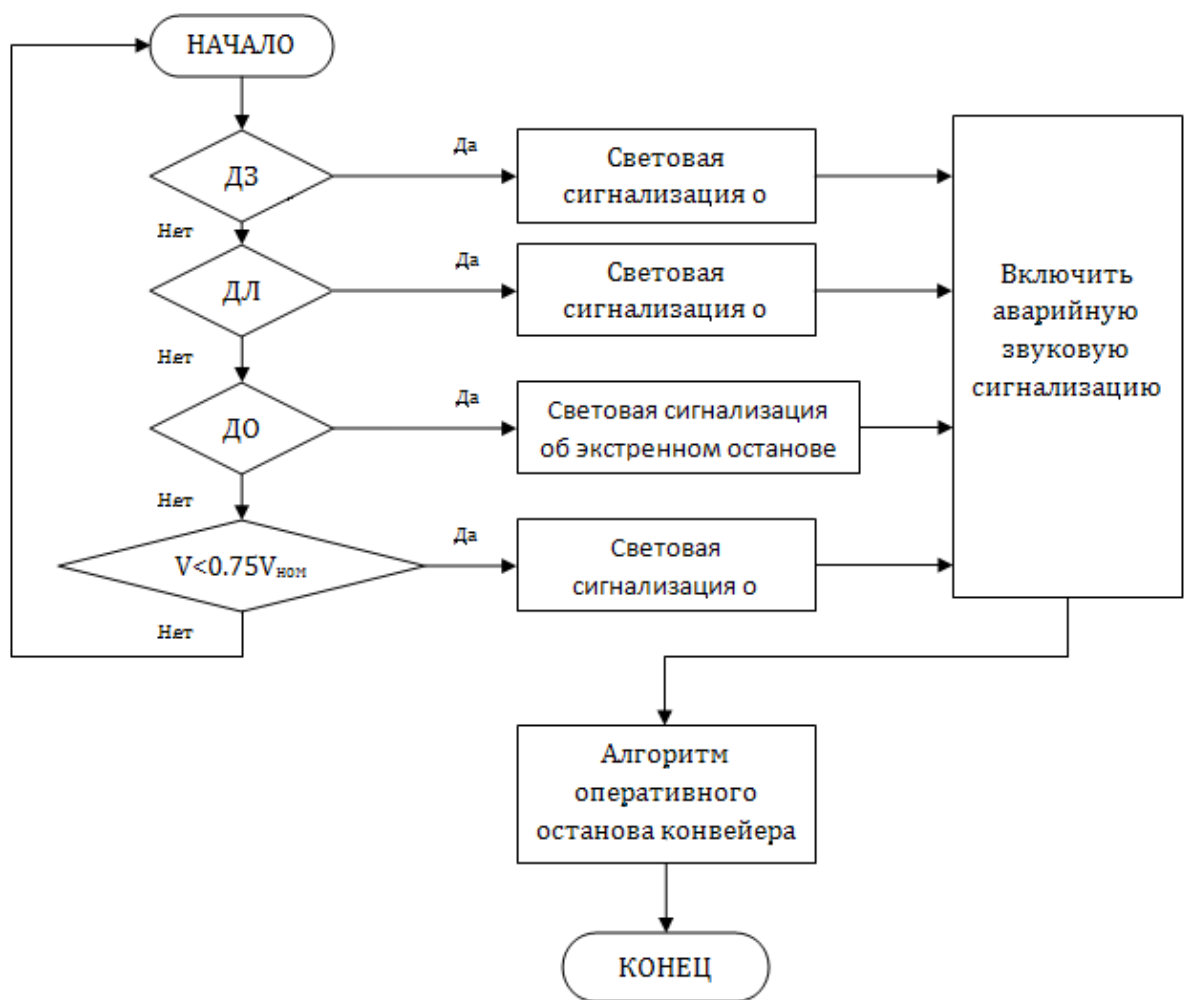 НАЧАЛО
Да
ДЗ
Световая
сигнализация о
Нет
Да
ДЛ
Световая
сигнализация о
Включить
аварийную
звуковую
сигнализацию
Нет
Да
ДО
Световая сигнализация
об экстренном останове
Нет
Да
V<0.75Vном
Световая
сигнализация о
Нет
Алгоритм
оперативного
останова конвейера
КОНЕЦ